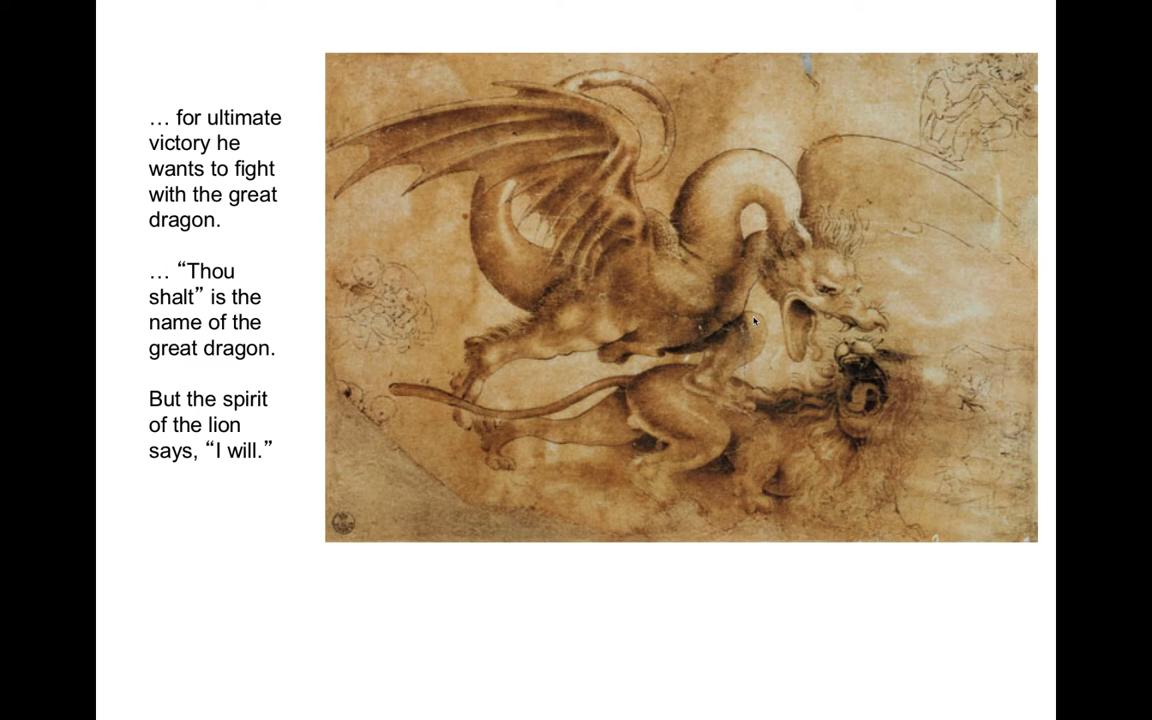 … for ultimate
victory he
wants to fight
with the great
dragon.
… “Thou
shalt” is the
name of the
great dragon.
But the spirit
of the lion
says, “I will.”